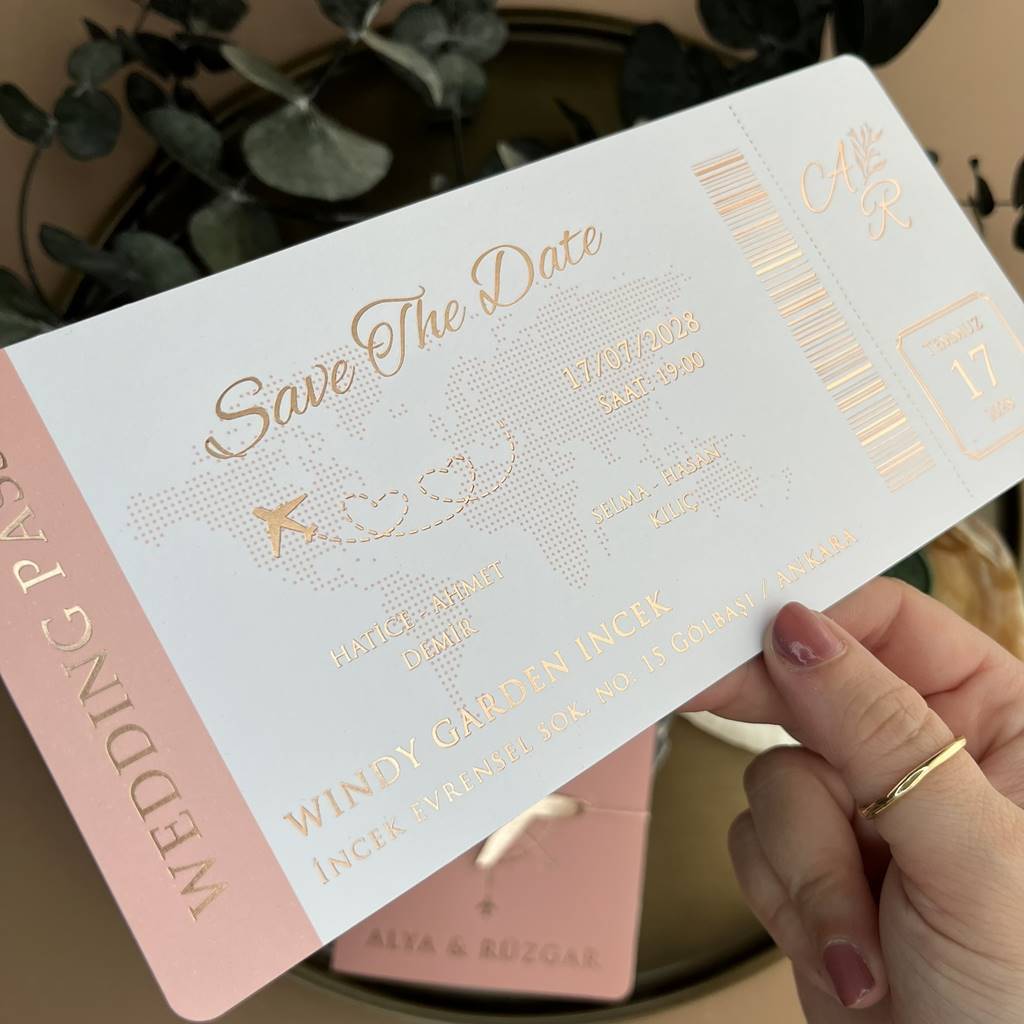 WEDDING PASS
Save The Date
17/07/2028
SAAT: 19:00
HATİCE - AHMET
DEMİR
SELMA - HASAN
KILIÇ
WINDY GARDEN INCEK
İNCEK EVRENSEL SOK. NO: 15 GÖLBAŞI / ANKARA
A
R
TEMMUZ
17
ALYA & RÜZGAR